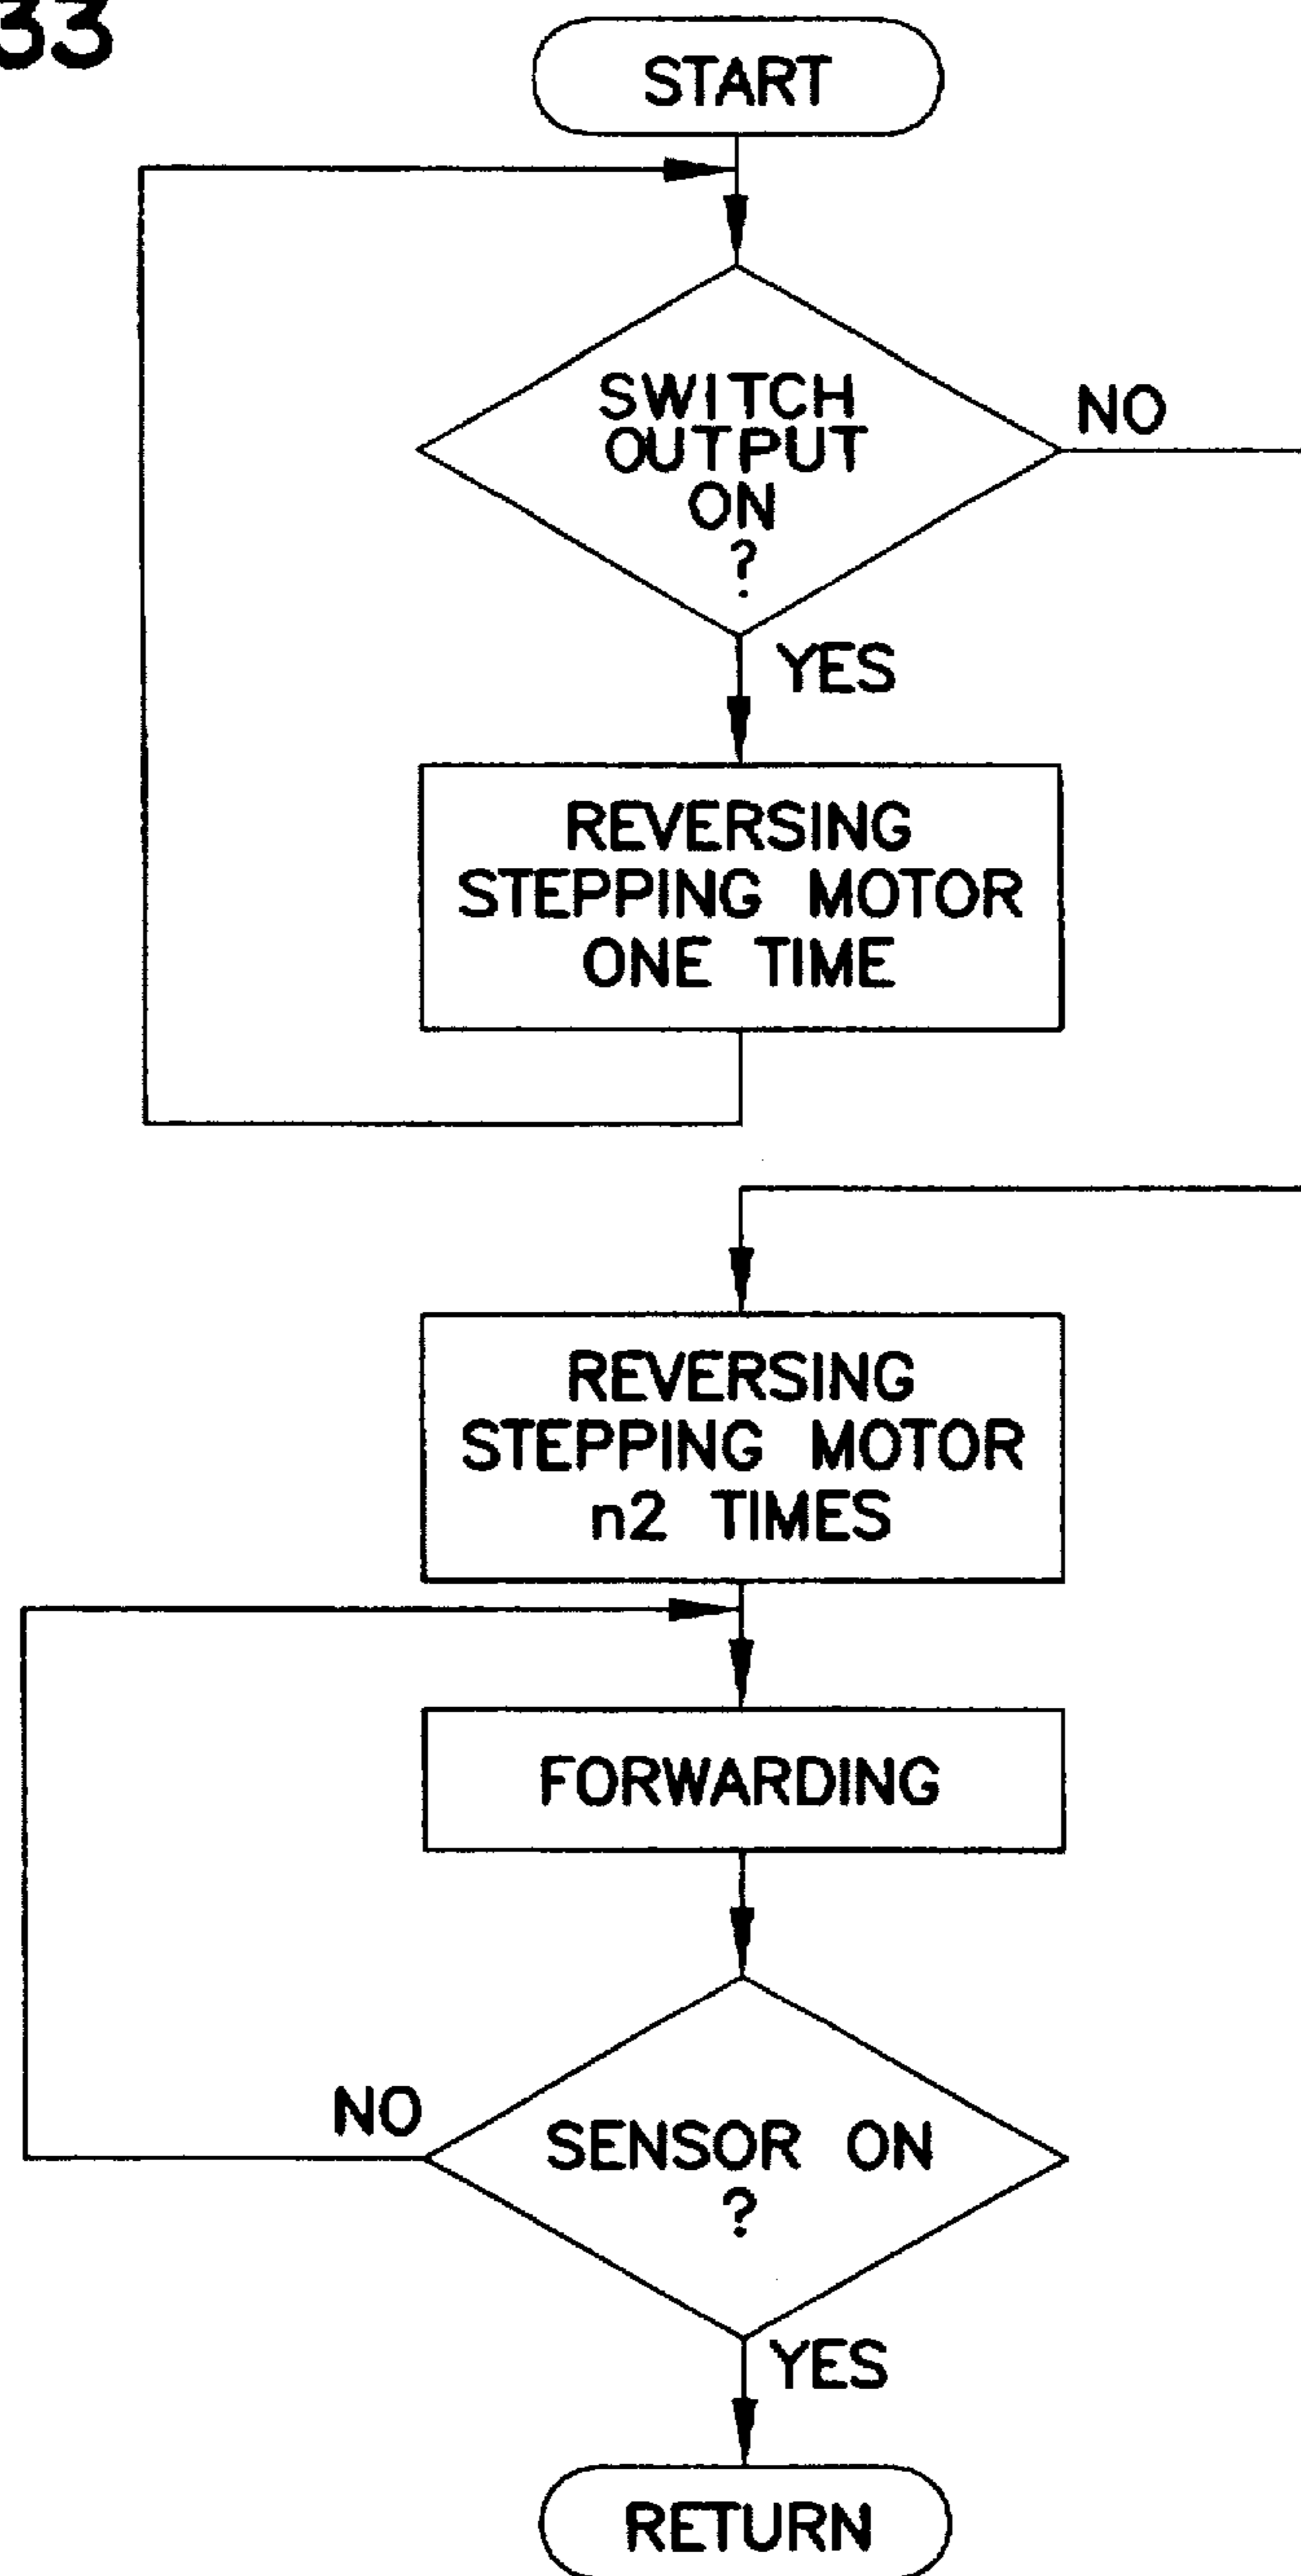 33
START
SWITCH
OUTPUT
ON
?
NO
YES
REVERSING
STEPPING MOTOR
ONE TIME
REVERSING
STEPPING MOTOR
n2 TIMES
FORWARDING
NO
SENSOR ON
?
YES
RETURN